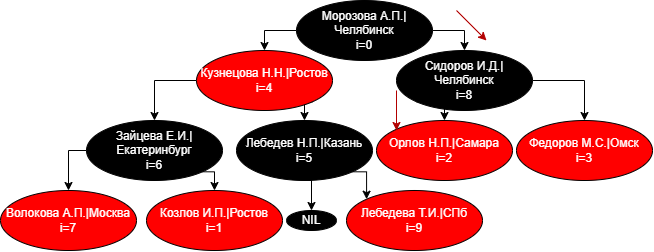 Морозова А.П.|
Челябинск
i=0
Кузнецова Н.Н.|Ростов
i=4
Сидоров И.Д.|
Челябинск
i=8
Зайцева Е.И.|
Екатеринбург
i=6
Лебедев Н.П.|Казань
i=5
Орлов Н.П.|Самара
i=2
Федоров М.С.|Омск
i=3
Волокова А.П.|Москва
i=7
Козлов И.П.|Ростов
i=1
NIL
Лебедева Т.И.|СПб
i=9